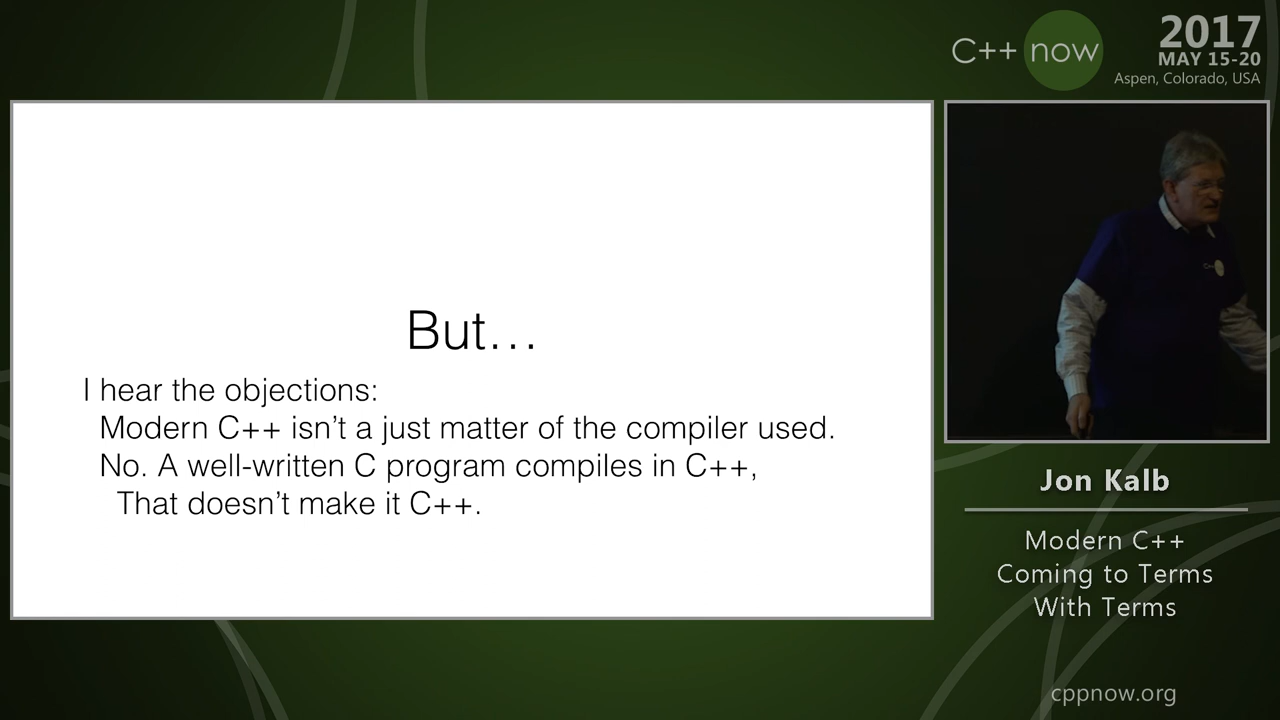 C++ now
2017
MAY 15-20
Aspen, Colorado, USA
But…
I hear the objections:
Modern C++ isn’t a just matter of the compiler used.
No. A well-written C program compiles in C++,
That doesn’t make it C++.
Jon Kalb
Modern C++
Coming to Terms
With Terms
cppnow.org